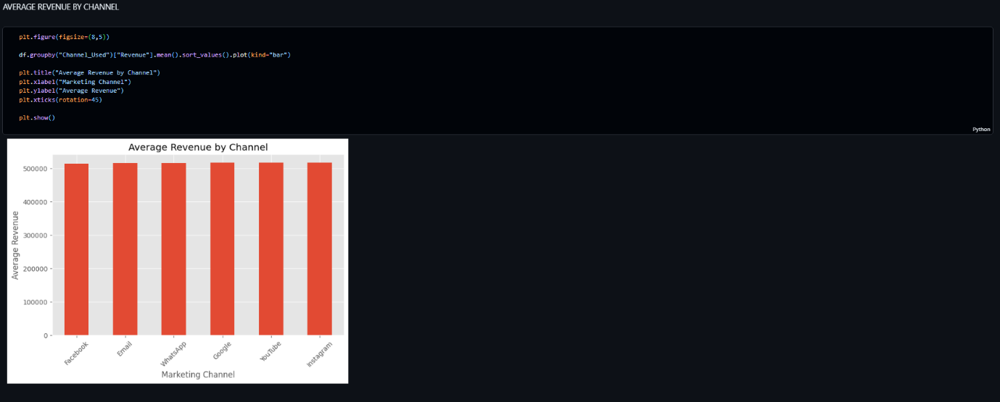 AVERAGE REVENUE BY CHANNEL
plt.figure(figsize=(8,5))
df.groupby("Channel_Used")["Revenue"].mean().sort_values().plot(kind="bar")
plt.title("Average Revenue by Channel")
plt.xlabel("Marketing Channel")
plt.ylabel("Average Revenue")
plt.xticks(rotation=45)
plt.show()
Python
Average Revenue by Channel
Average Revenue
500000
400000
300000
200000
100000
0
Facebook
Email
WhatsApp
Google
YouTube
Instagram
Marketing Channel